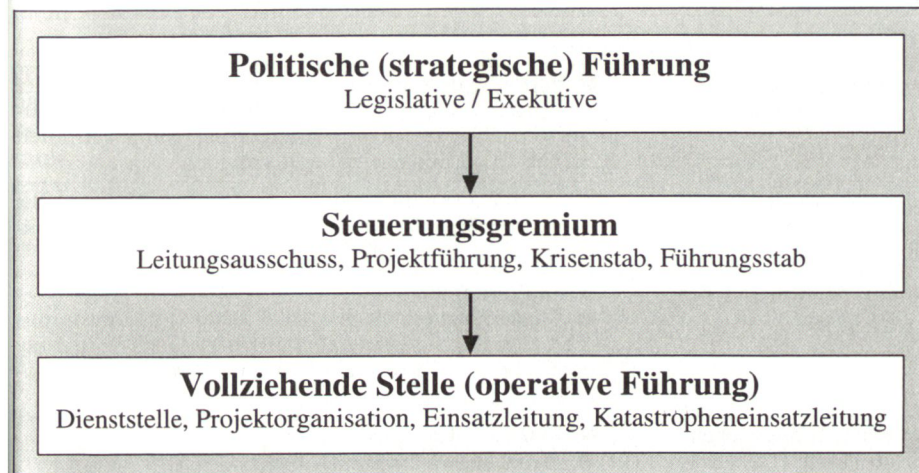 Politische (strategische) Führung
Legislative / Exekutive
Steuerungsgremium
Leitungsausschuss, Projektführung, Krisenstab, Führungsstab
Vollziehende Stelle (operative Führung)
Dienststelle, Projektorganisation, Einsatzleitung, Katastropheneinsatzleitung